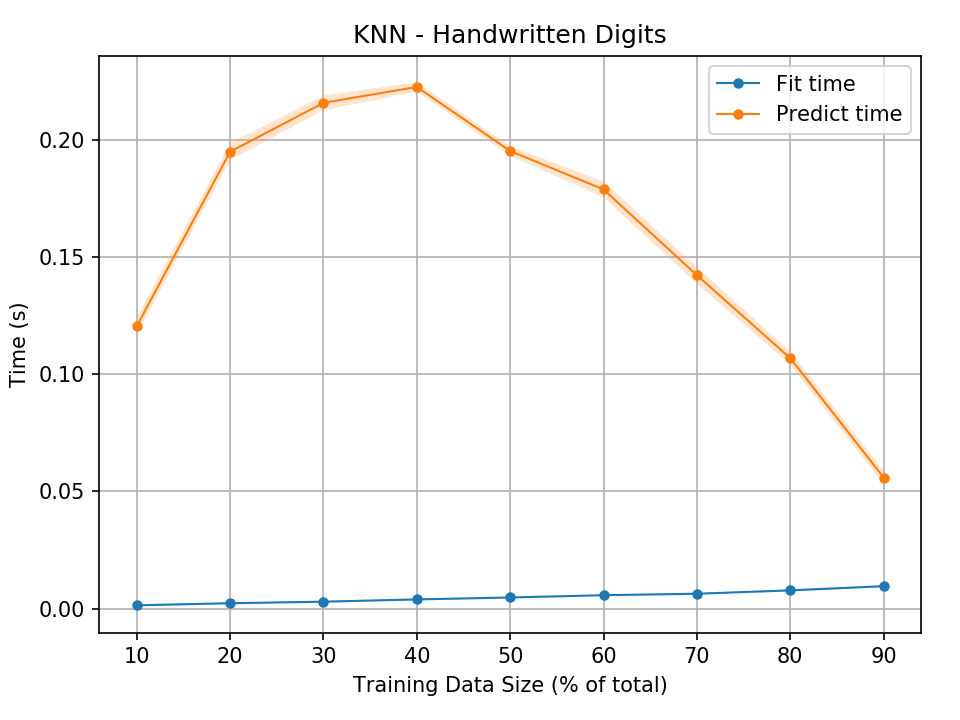 KNN - Handwritten Digits
Fit time
Predict time
0.20
0.15
0.10
0.05
0.00
Time (s)
10 20 30 40 50 60 70 80 90
Training Data Size (% of total)